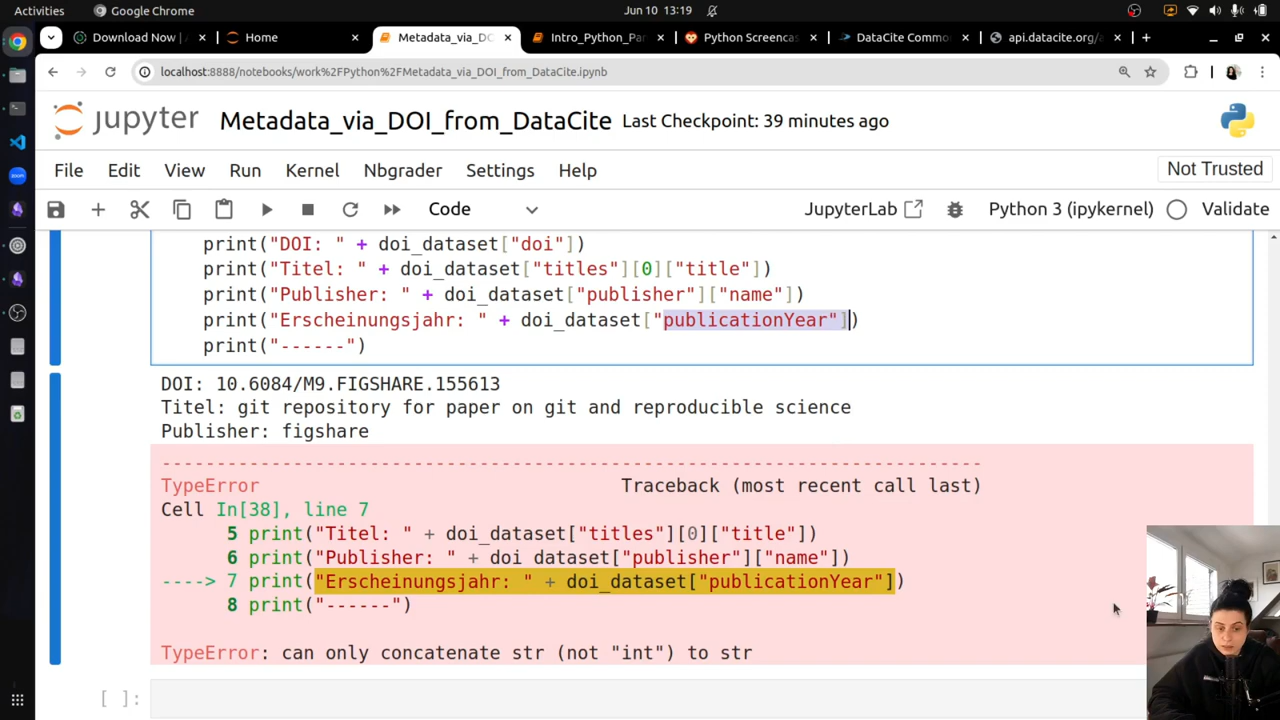 Activities
Google Chrome
Jun 10 13:19
Download Now |
Home
Metadata_via_DO
Intro_Python_Par
Python Screencas
DataCite Commo
api.datacite.org/
localhost:8888/notebooks/work%2FPython%2FMetadata_via_DOI_from_DataCite.ipynb
jupyter
Metadata_via_DOI_from_DataCite
Last Checkpoint: 39 minutes ago
File Edit View Run Kernel Nbgrader Settings Help
Not Trusted
Code
JupyterLab
Python 3 (ipykernel)
Validate
print("DOI: " + doi_dataset["doi"])
print("Titel: " + doi_dataset["titles"][0]["title"])
print("Publisher: " + doi_dataset["publisher"]["name"])
print("Erscheinungsjahr: " + doi_dataset["publicationYear"])
print("------")
DOI: 10.6084/M9.FIGSHARE.155613
Titel: git repository for paper on git and reproducible science
Publisher: figshare
---------------------------------------------------------------------------
TypeError Traceback (most recent call last)
Cell In[38], line 7
5 print("Titel: " + doi_dataset["titles"][0]["title"])
6 print("Publisher: " + doi_dataset["publisher"]["name"])
----> 7 print("Erscheinungsjahr: " + doi_dataset["publicationYear"])
8 print("------")
TypeError: can only concatenate str (not "int") to str
[ ]: